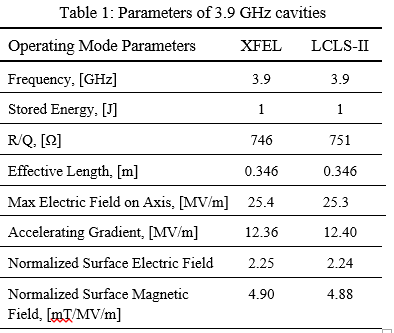 Table 1: Parameters of 3.9 GHz cavities
Operating Mode Parameters XFEL LCLS-II
Frequency, [GHz] 3.9 3.9
Stored Energy, [J] 1 1
R/Q, [Ω] 746 751
Effective Length, [m] 0.346 0.346
Max Electric Field on Axis, [MV/m] 25.4 25.3
Accelerating Gradient, [MV/m] 12.36 12.40
Normalized Surface Electric Field 2.25 2.24
Normalized Surface Magnetic 4.90 4.88
Field, [mT/MV/m]